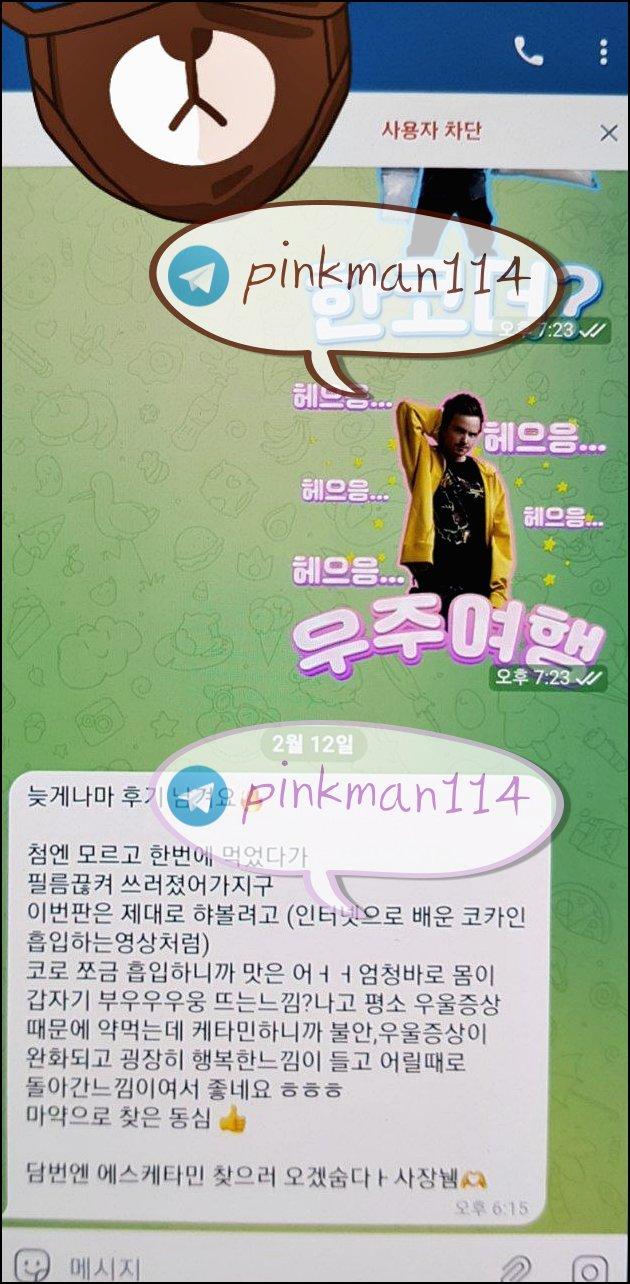 사용자 차단
pinkman114
7:23
헤으응...
헤으응...
헤으응...
헤으응...
헤으응...
우주여행
오후 7:23
2월 12일
pinkman114
늦게나마 후기 남겨요
첨엔 모르고 한번에 먹었다가
필름끊켜 쓰러졌어가지구
이번판은 제대로 햐볼려고 (인터넷으로 배운 코카인
흡입하는영상처럼)
코로 쪼금 흡입하니까 맛은 어ㅕㅕ엄청바로 몸이
갑자기 부우우우웅 뜨는느낌?나고 평소 우울증상
때문에 약먹는데 케타민하니까 불안,우울증상이
완화되고 굉장히 행복한느낌이 들고 어릴때로
돌아간느낌이여서 좋네요 ㅎㅎㅎ
마약으로 찾은 동심 👍
담번엔 에스케타민 찾으러 오겠숨다ㅏ사장뉌🫶
오후 6:15
메시지